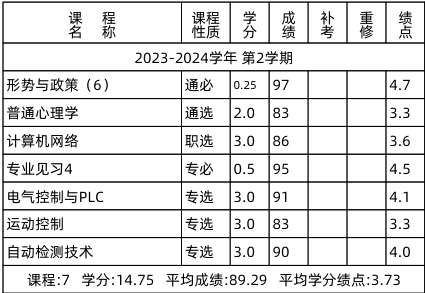 课 程 名 称 课程性质 学分 成绩 补考 重修 绩点
2023-2024学年 第2学期
形势与政策（6） 通必 0.25 97 4.7
普通心理学 通选 2.0 83 3.3
计算机网络 职选 3.0 86 3.6
专业见习4 专必 0.5 95 4.5
电气控制与PLC 专选 3.0 91 4.1
运动控制 专选 3.0 83 3.3
自动检测技术 专选 3.0 90 4.0
课程:7 学分:14.75 平均成绩:89.29 平均学分绩点:3.73